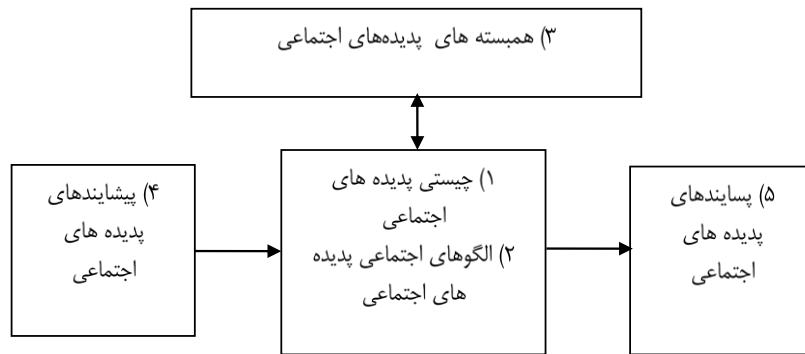 ۳) همبسته های پدیده‌های اجتماعی
۱) چیستی پدیده های
اجتماعی
۲) الگوهای اجتماعی پدیده
های اجتماعی
۴) پیشایندهای
پدیده های
اجتماعی
۵) پسایندهای
پدیده های
اجتماعی